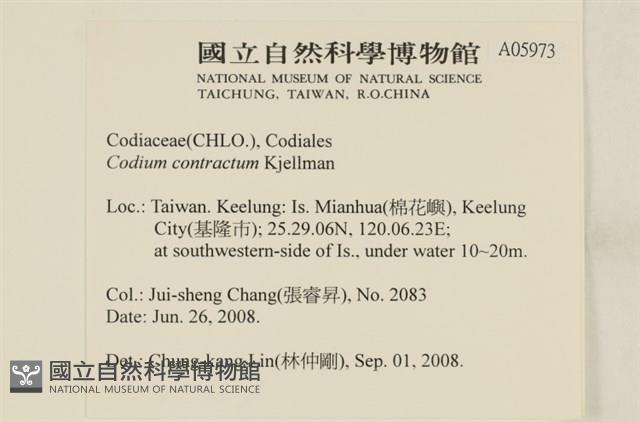 國立自然科學博物館 A05973
NATIONAL MUSEUM OF NATURAL SCIENCE
TAICHUNG, TAIWAN, R.O.CHINA
Codiaceae(CHLO.), Codiales
Codium contractum Kjellman
Loc.: Taiwan. Keelung: Is. Mianhua(棉花嶼), Keelung
City(基隆市); 25.29.06N, 120.06.23E;
at southwestern-side of Is., under water 10~20m.
Col.: Jui-sheng Chang(張睿昇), No. 2083
Date: Jun. 26, 2008.
Det.: Chung-kang Lin(林仲剛), Sep. 01, 2008.
國立自然科學博物館
NATIONAL MUSEUM OF NATURAL SCIENCE